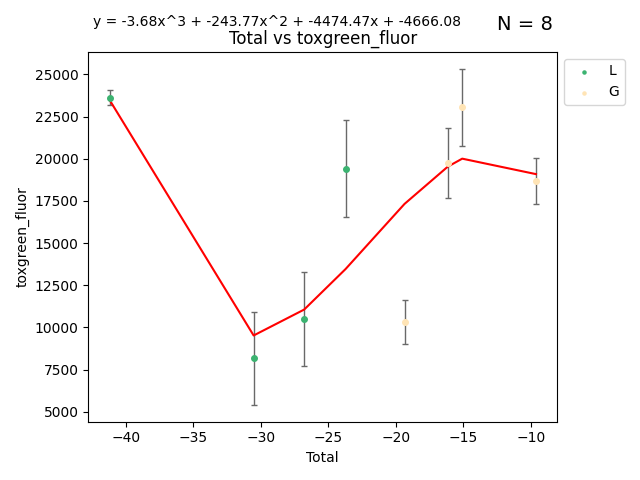 y = -3.68x^3 + -243.77x^2 + -4474.47x + -4666.08
N = 8
Total vs toxgreen_fluor
25000
22500
20000
17500
15000
12500
10000
7500
5000
toxgreen_fluor
−40
−35
−30
−25
−20
−15
−10
Total
L
G